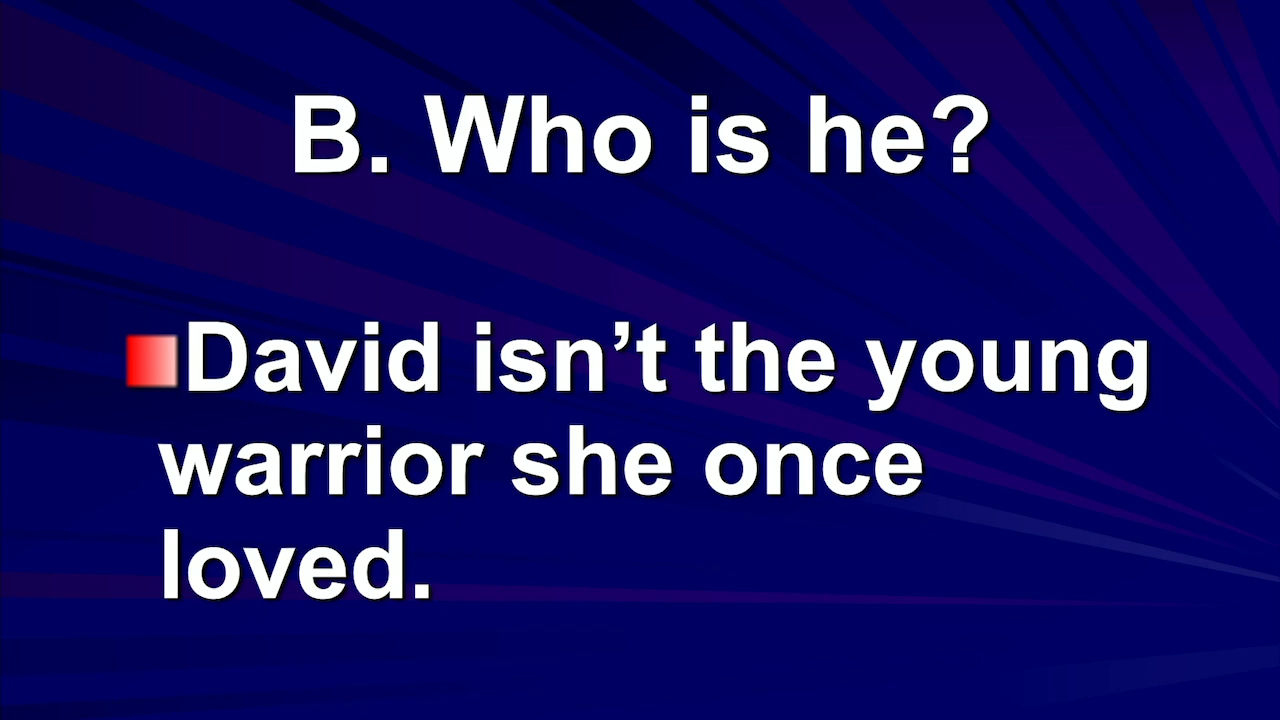 B. Who is he?
David isn’t the young
warrior she once
loved.